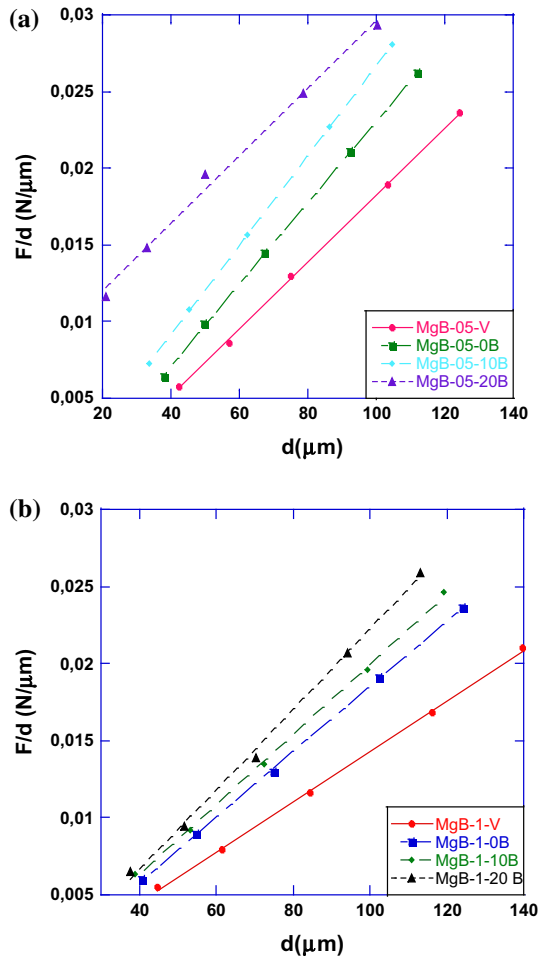 (a)
0,03
0,025
0,02
0,015
0,01
0,005
F/d (N/μm)
20 40 60 80 100 120 140
d(μm)
MgB-05-V
MgB-05-0B
MgB-05-10B
MgB-05-20B
(b)
0,03
0,025
0,02
0,015
0,01
0,005
F/d (N/μm)
40 60 80 100 120 140
d(μm)
MgB-1-V
MgB-1-0B
MgB-1-10B
MgB-1-20 B